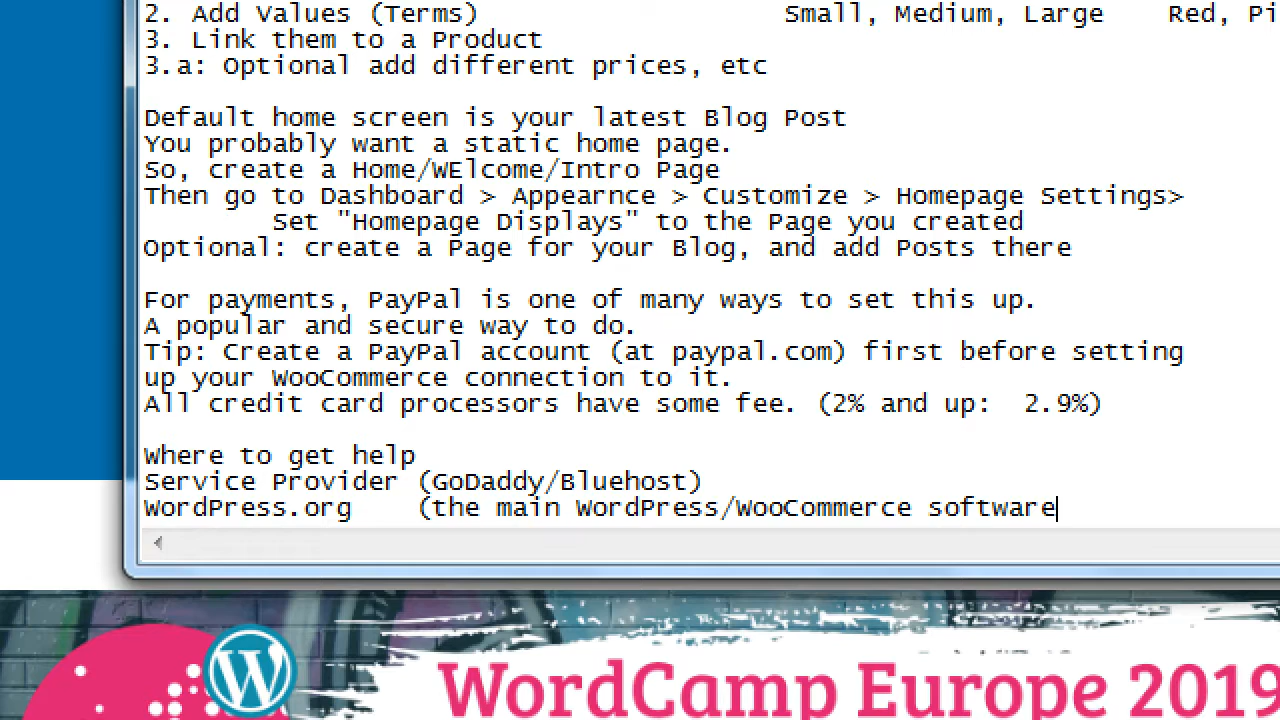 2. Add Values (Terms) Small, Medium, Large Red, Pi
3. Link them to a Product
3.a: Optional add different prices, etc
Default home screen is your latest Blog Post
You probably want a static home page.
So, create a Home/WElcome/Intro Page
Then go to Dashboard > Appearnce > Customize > Homepage Settings>
Set "Homepage Displays" to the Page you created
Optional: create a Page for your Blog, and add Posts there
For payments, PayPal is one of many ways to set this up.
A popular and secure way to do.
Tip: Create a PayPal account (at paypal.com) first before setting
up your WooCommerce connection to it.
All credit card processors have some fee. (2% and up: 2.9%)
Where to get help
Service Provider (GoDaddy/Bluehost)
WordPress.org (the main WordPress/WooCommerce software
W
WordCamp Europe 2019